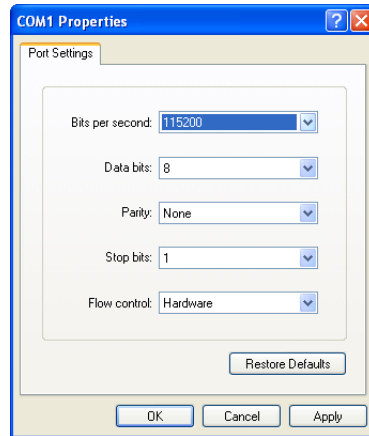 COM1 Properties
Port Settings
Bits per second: 115200
Data bits: 8
Parity: None
Stop bits: 1
Flow control: Hardware
Restore Defaults
OK Cancel Apply